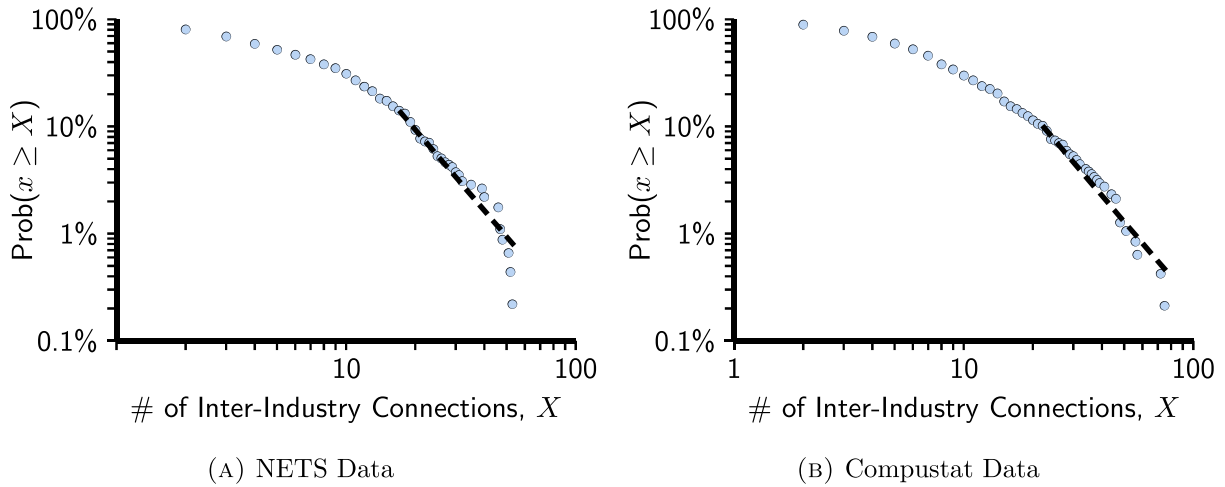 100%
10%
1%
0.1%
Prob(x ≥ X)
10
100
# of Inter-Industry Connections, X
(A) NETS Data
100%
10%
1%
0.1%
Prob(x ≥ X)
1
10
100
# of Inter-Industry Connections, X
(B) Compustat Data